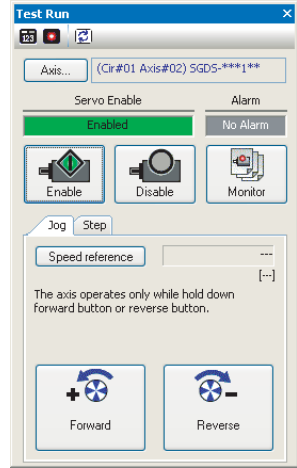 Test Run
123
Axis...
(Cir#01 Axis#02) SGDS-***1**
Servo Enable
Alarm
Enabled
No Alarm
Enable
Disable
Monitor
Jog
Step
Speed reference
---
[---]
The axis operates only while hold down
forward button or reverse button.
Forward
Reverse